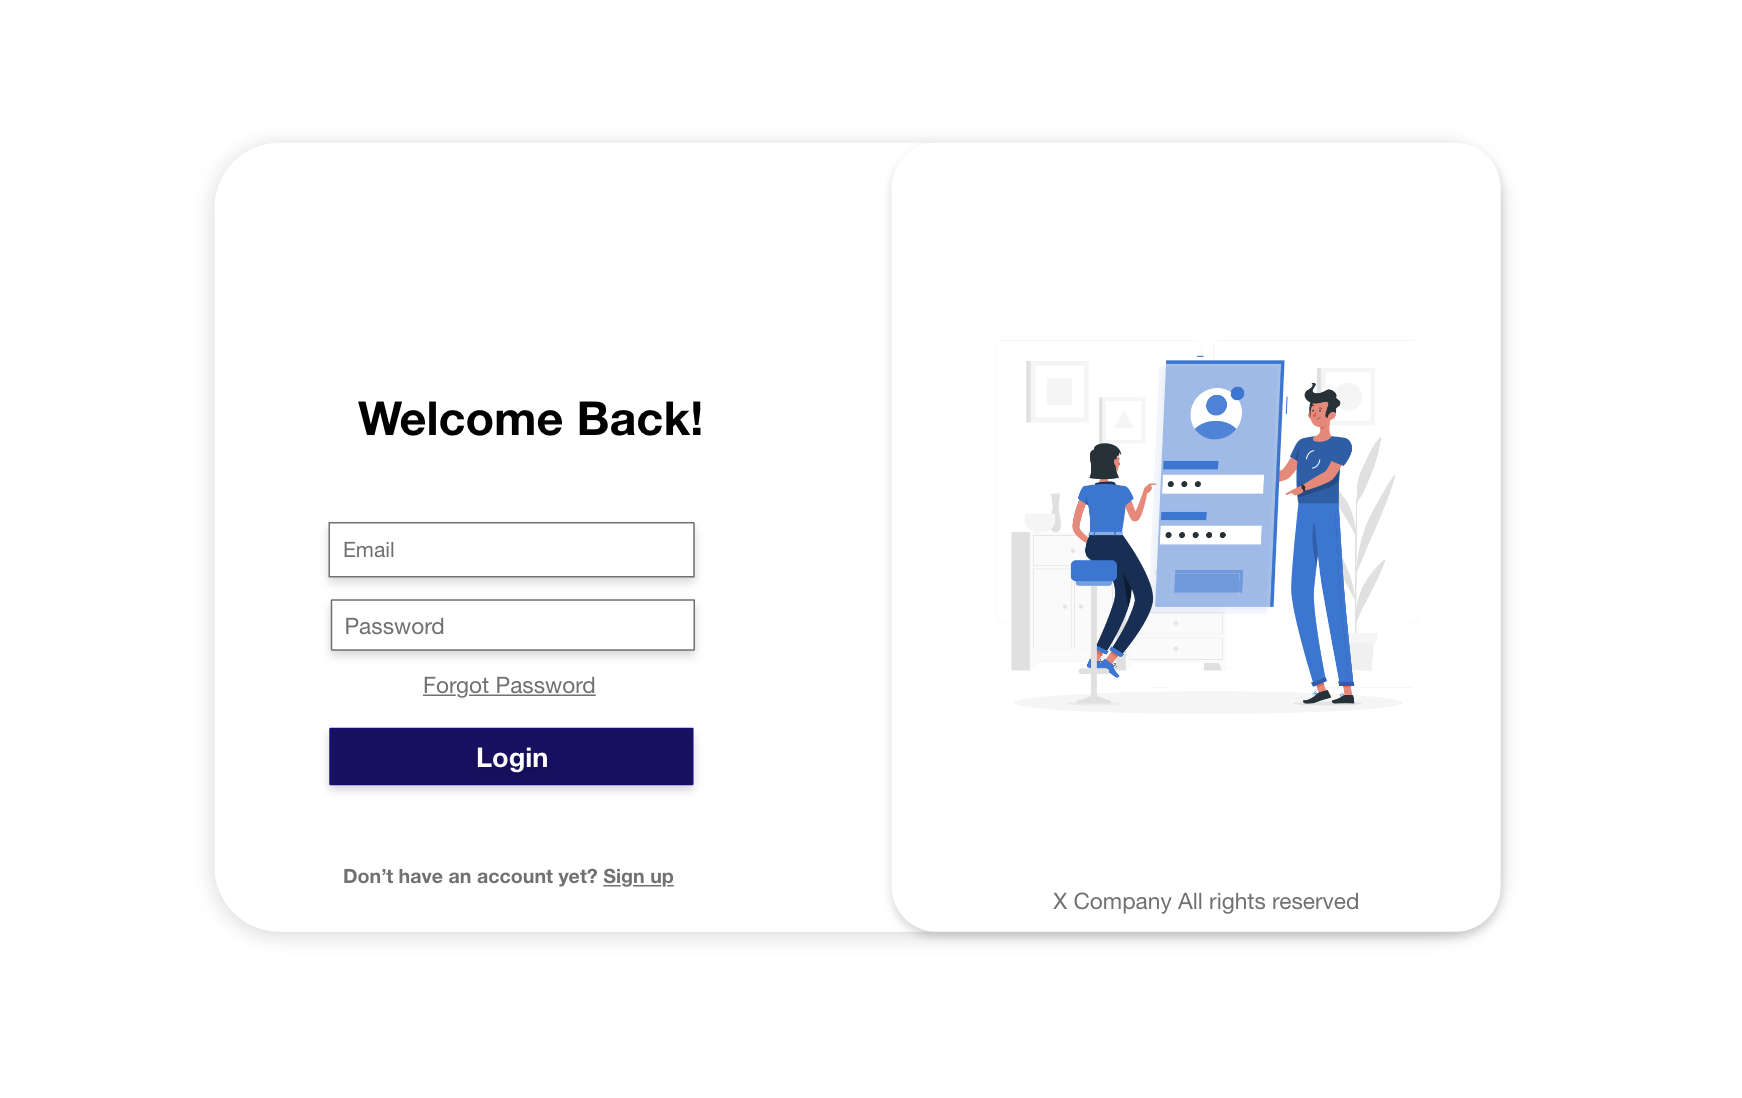 Welcome Back!
Email
Password
Forgot Password
Login
Don’t have an account yet? Sign up
X Company All rights reserved